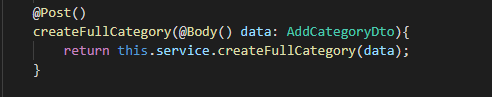 @Post()
createFullCategory(@Body() data: AddCategoryDto){
    return this.service.createFullCategory(data);
}